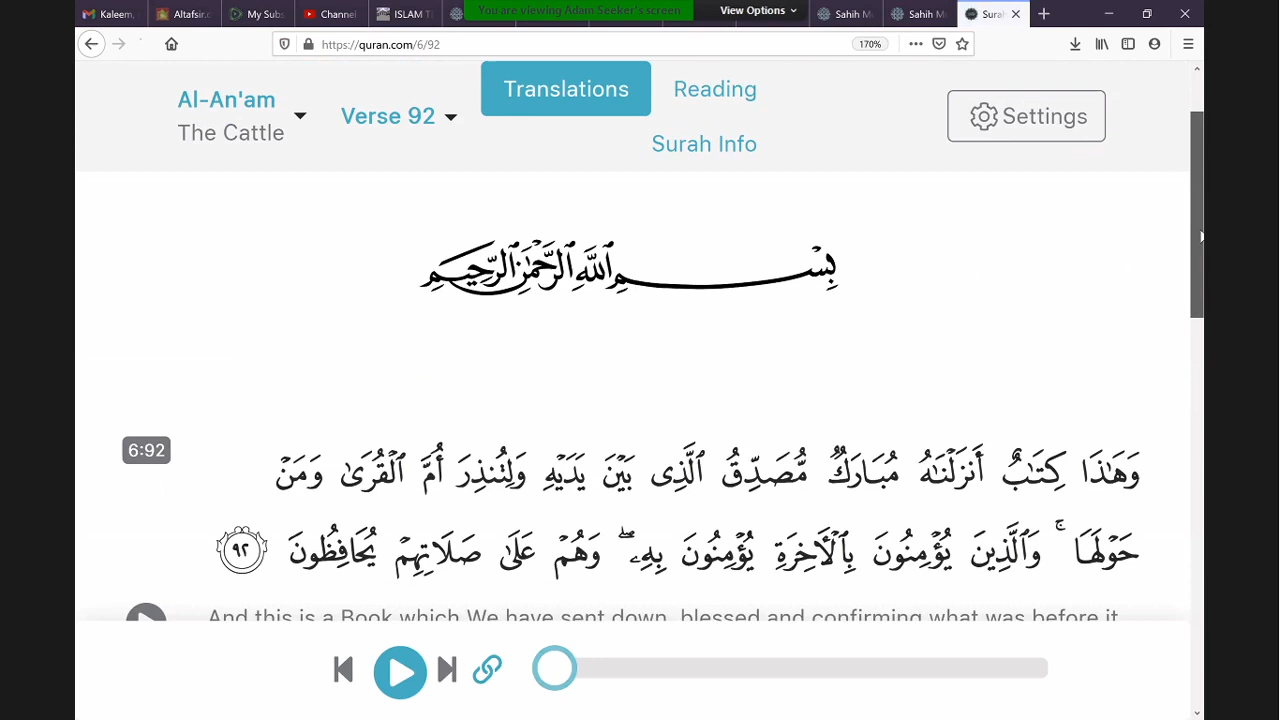 Kaleem,
Altafsir.c
My Subs
Channel
ISLAM T
You are viewing Adam Seeker's screen
View Options
Sahih M
Sahih M
Surah
https://quran.com/6/92
170%
Al-An'am
The Cattle
Verse 92
Translations
Reading
Surah Info
Settings
بِسْمِ ٱللَّهِ ٱلرَّحْمَٰنِ ٱلرَّحِيمِ
6:92
وَهَٰذَا كِتَٰبٌ أَنزَلْنَٰهُ مُبَارَكٌ مُّصَدِّقُ ٱلَّذِى بَيْنَ يَدَيْهِ وَلِتُنذِرَ أُمَّ ٱلْقُرَىٰ وَمَنْ
حَوْلَهَا ۚ وَٱلَّذِينَ يُؤْمِنُونَ بِٱلْـَٔاخِرَةِ يُؤْمِنُونَ بِهِۦ ۖ وَهُمْ عَلَىٰ صَلَاتِهِمْ يُحَافِظُونَ ٩٢
And this is a Book which We have sent down, blessed and confirming what was before it,